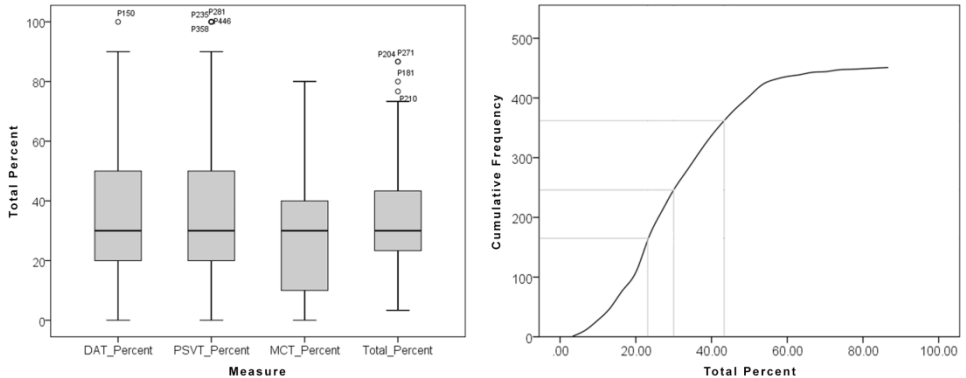 Total Percent
100
80
60
40
20
0
P150
P235 P281
P446
P358
P204 P271
P181
P210
DAT_Percent PSVT_Percent MCT_Percent Total_Percent
Measure
Cumulative Frequency
500
400
300
200
100
0
.00 20.00 40.00 60.00 80.00 100.00
Total Percent